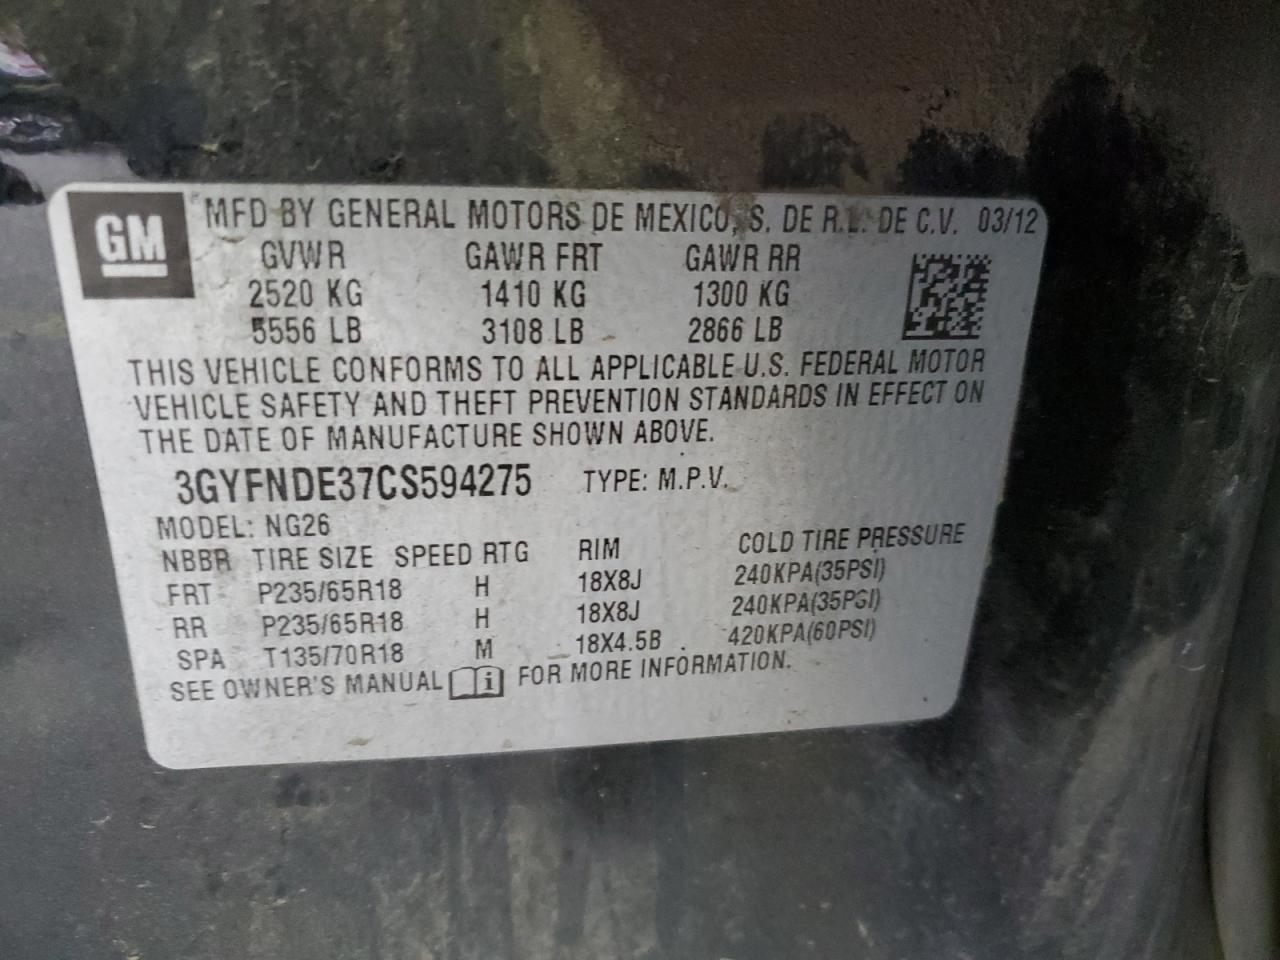 GM
MFD BY GENERAL MOTORS DE MEXICO, S. DE R.L. DE C.V. 03/12
GVWR GAWR FRT GAWR RR
2520 KG 1410 KG 1300 KG
5556 LB 3108 LB 2866 LB
THIS VEHICLE CONFORMS TO ALL APPLICABLE U.S. FEDERAL MOTOR
VEHICLE SAFETY AND THEFT PREVENTION STANDARDS IN EFFECT ON
THE DATE OF MANUFACTURE SHOWN ABOVE.
3GYFNDE37CS594275 TYPE: M.P.V.
MODEL: NG26
NBBR TIRE SIZE SPEED RTG RIM COLD TIRE PRESSURE
FRT P235/65R18 H 18X8J 240KPA(35PSI)
RR P235/65R18 H 18X8J 240KPA(35PSI)
SPA T135/70R18 M 18X4.5B 420KPA(60PSI)
SEE OWNER'S MANUAL i FOR MORE INFORMATION.